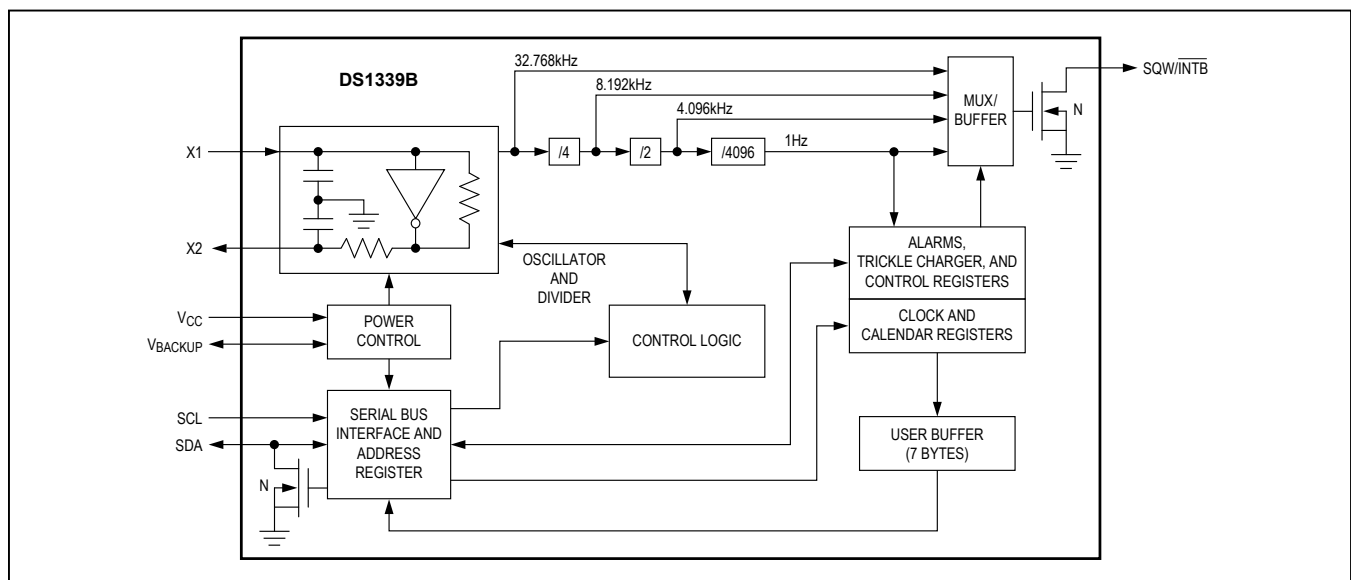 DS1339B
32.768kHz
8.192kHz
4.096kHz
1Hz
/4
/2
/4096
MUX/
BUFFER
N
SQW/INTB
X1
X2
OSCILLATOR
AND
DIVIDER
ALARMS,
TRICKLE CHARGER, AND
CONTROL REGISTERS
CLOCK AND
CALENDAR REGISTERS
VCC
VBACKUP
POWER
CONTROL
CONTROL LOGIC
SCL
SDA
SERIAL BUS
INTERFACE AND
ADDRESS
REGISTER
N
USER BUFFER
(7 BYTES)